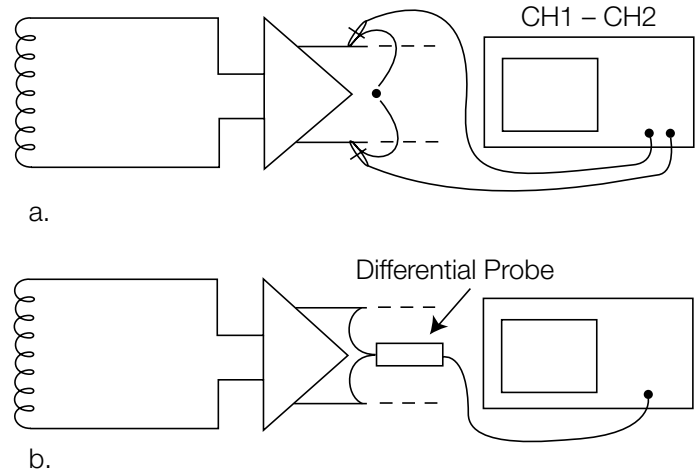 CH1 – CH2
a.
Differential Probe
b.